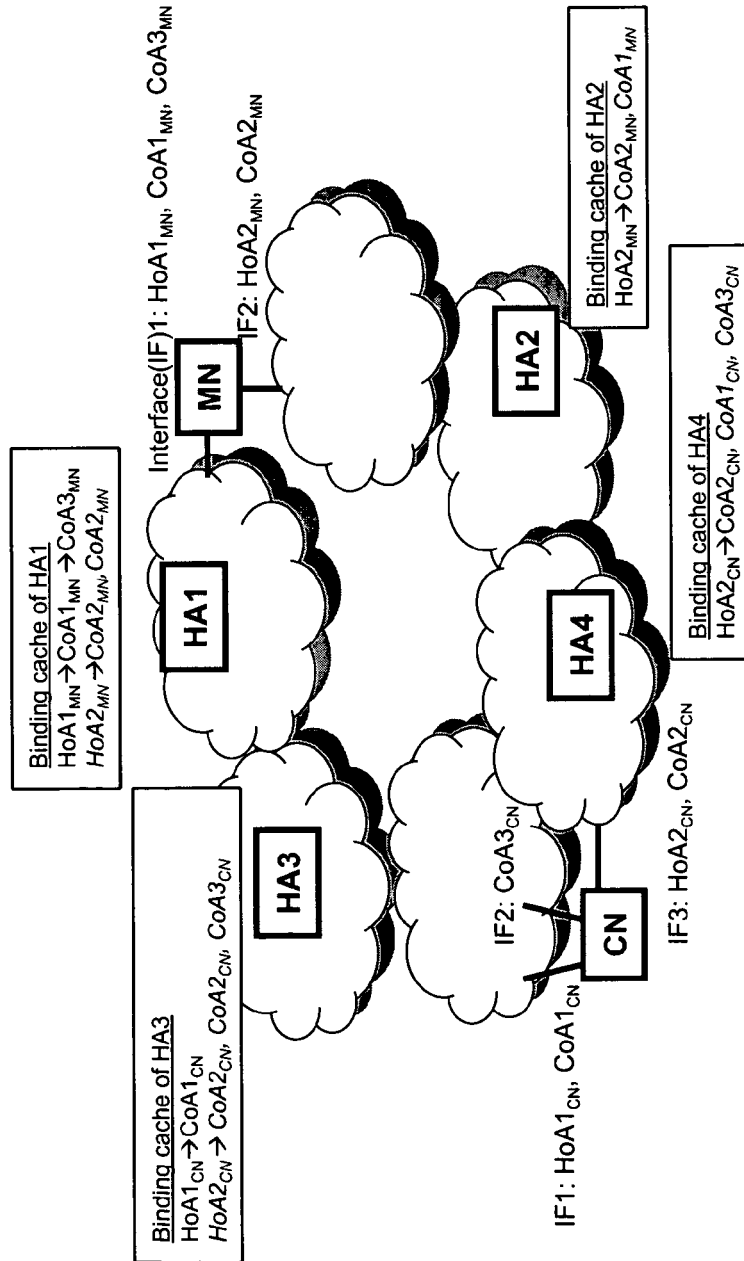 Binding cache of HA3
HoA1CN→CoA1CN
HoA2CN→ CoA2CN, CoA2CN, CoA3CN
Binding cache of HA1
HoA1MN→CoA1MN→CoA3MN
HoA2MN→CoA2MN, CoA2MN
Interface(IF)1: HoA1MN, CoA1MN, CoA3MN
IF2: HoA2MN, CoA2MN
MN
HA1
HA3
HA2
HA4
IF2: CoA3CN
CN
IF1: HoA1CN, CoA1CN
IF3: HoA2CN, CoA2CN
Binding cache of HA4
HoA2CN→CoA2CN, CoA1CN, CoA3CN
Binding cache of HA2
HoA2MN→CoA2MN, CoA1MN